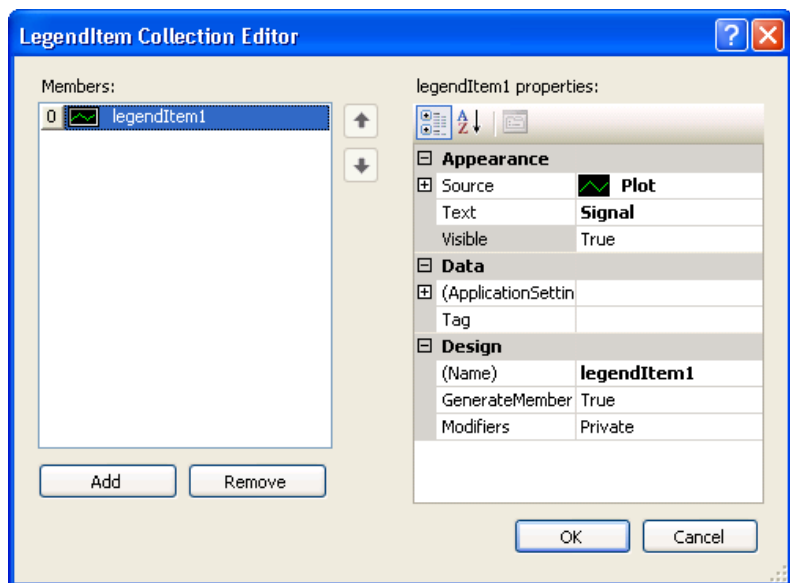 LegendItem Collection Editor
Members:
0 legendItem1
Add Remove
legendItem1 properties:
Appearance
Source Plot
Text Signal
Visible True
Data
(ApplicationSettin
Tag
Design
(Name) legendItem1
GenerateMember True
Modifiers Private
OK Cancel